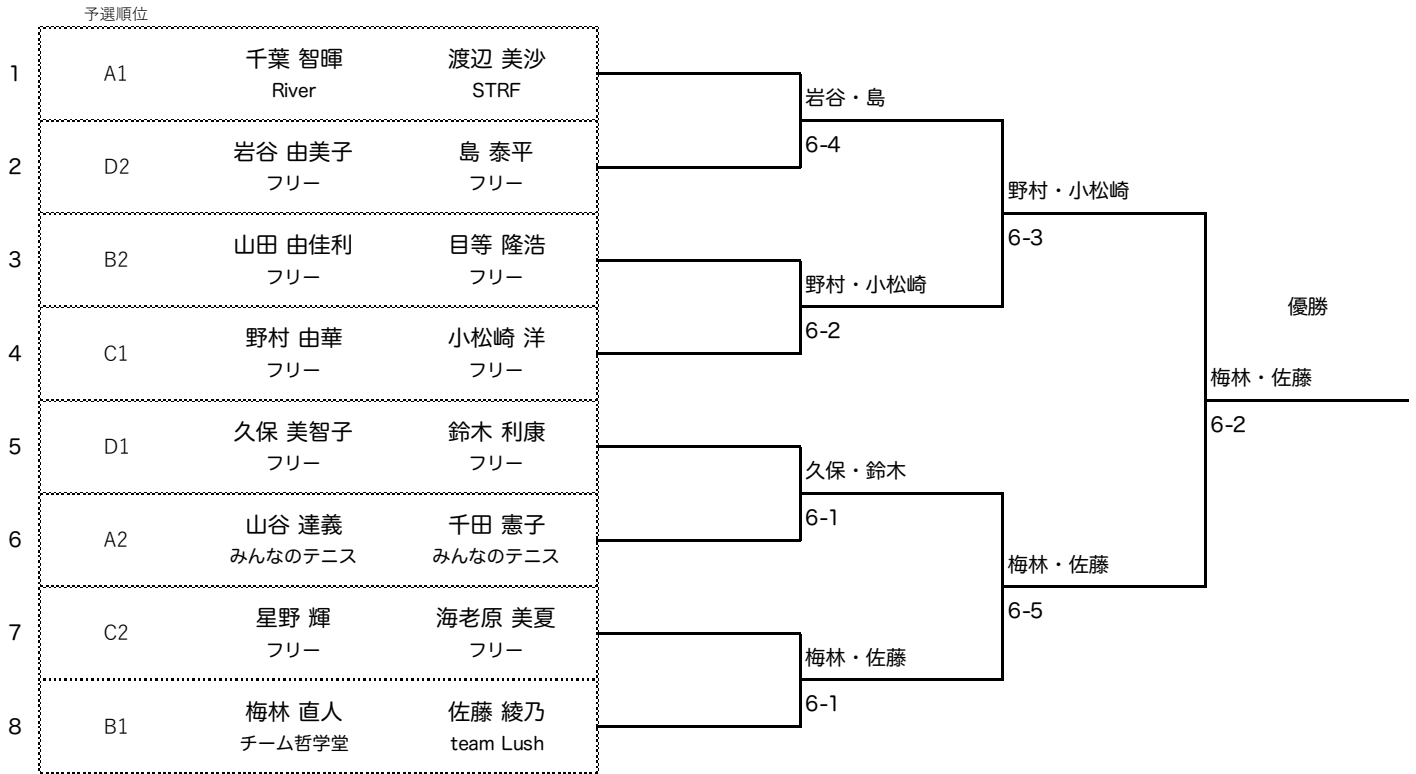 予選順位
1 A1 千葉 智暉 渡辺 美沙
River STRF
2 D2 岩谷 由美子 島 泰平
フリー フリー
3 B2 山田 由佳利 目等 隆浩
フリー フリー
4 C1 野村 由華 小松崎 洋
フリー フリー
5 D1 久保 美智子 鈴木 利康
フリー フリー
6 A2 山谷 達義 千田 憲子
みんなのテニス みんなのテニス
7 C2 星野 輝 海老原 美夏
フリー フリー
8 B1 梅林 直人 佐藤 綾乃
チーム哲学堂 team Lush
岩谷・島
6-4
野村・小松崎
6-2
久保・鈴木
6-1
梅林・佐藤
6-1
野村・小松崎
6-3
梅林・佐藤
6-5
優勝
梅林・佐藤
6-2